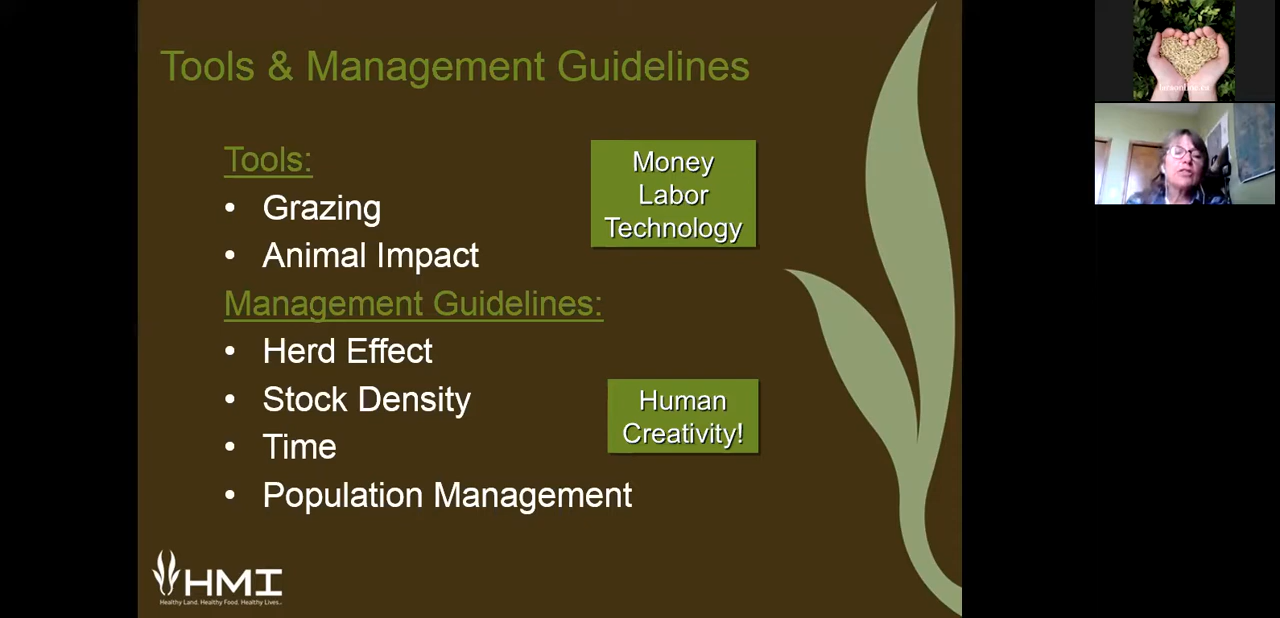 Tools & Management Guidelines
Tools:
• Grazing
• Animal Impact
Money
Labor
Technology
Management Guidelines:
• Herd Effect
• Stock Density
• Time
• Population Management
Human
Creativity!
HMI
Healthy Land. Healthy Food. Healthy Lives.